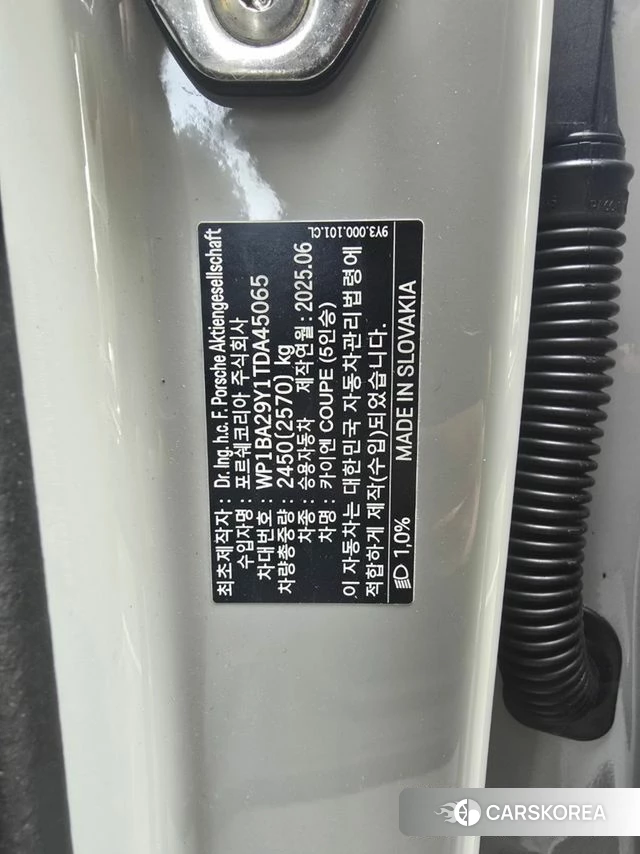 최초제작자 : Dr. Ing. h.c. F. Porsche Aktiengesellschaft
수입자명 : 포르쉐코리아 주식회사
차대번호 : WP1BA29Y1TDA45065
차량총중량 : 2450(2570) kg
차종 : 승용자동차 제작연월 : 2025.06
차명 : 카이엔 COUPE (5인승)
이 자동차는 대한민국 자동차관리법령에
적합하게 제작(수입)되었습니다.
1,0% MADE IN SLOVAKIA
9Y3.000.101.CL
CARSKOREA